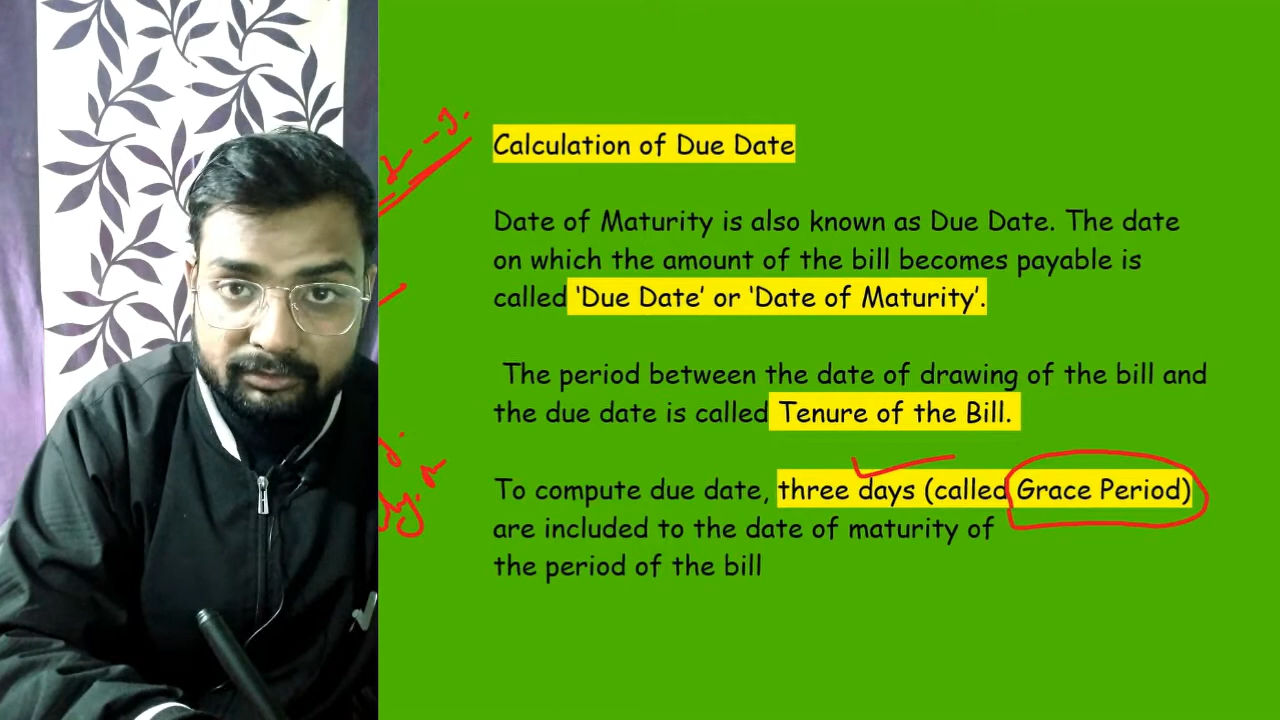 Calculation of Due Date
Date of Maturity is also known as Due Date. The date
on which the amount of the bill becomes payable is
called ‘Due Date’ or ‘Date of Maturity’.
The period between the date of drawing of the bill and
the due date is called Tenure of the Bill.
To compute due date, three days (called Grace Period)
are included to the date of maturity of
the period of the bill